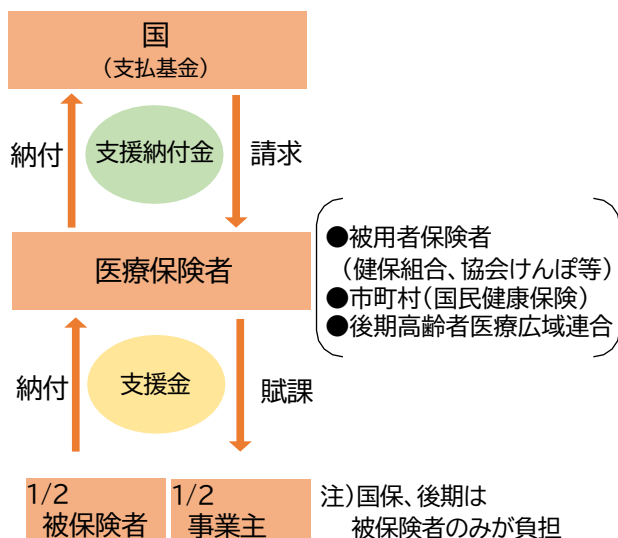 国
(支払基金)
納付
支援納付金
請求
医療保険者
●被用者保険者
(健保組合、協会けんぽ等)
●市町村(国民健康保険)
●後期高齢者医療広域連合
納付
支援金
賦課
1/2
被保険者
1/2
事業主
注)国保、後期は
被保険者のみが負担